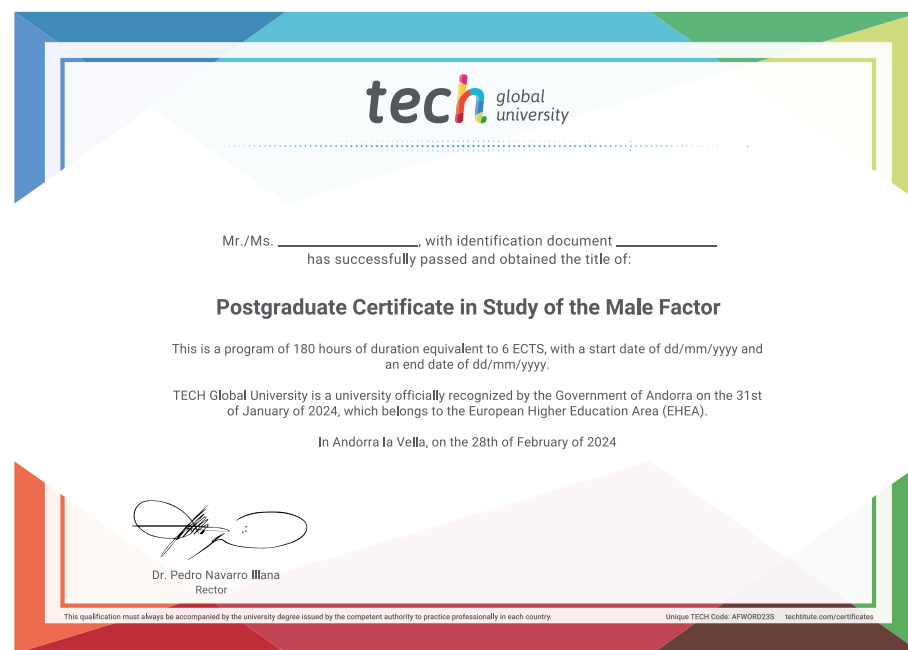 tech global university
Mr./Ms. ______________, with identification document __________
has successfully passed and obtained the title of:
Postgraduate Certificate in Study of the Male Factor
This is a program of 180 hours of duration equivalent to 6 ECTS, with a start date of dd/mm/yyyy and
an end date of dd/mm/yyyy.
TECH Global University is a university officially recognized by the Government of Andorra on the 31st
of January of 2024, which belongs to the European Higher Education Area (EHEA).
In Andorra la Vella, on the 28th of February of 2024
Dr. Pedro Navarro Illana
Rector
This qualification must always be accompanied by the university degree issued by the competent authority to practice professionally in each country.
Unique TECH Code: AFWORD23S techtitute.com/certificates